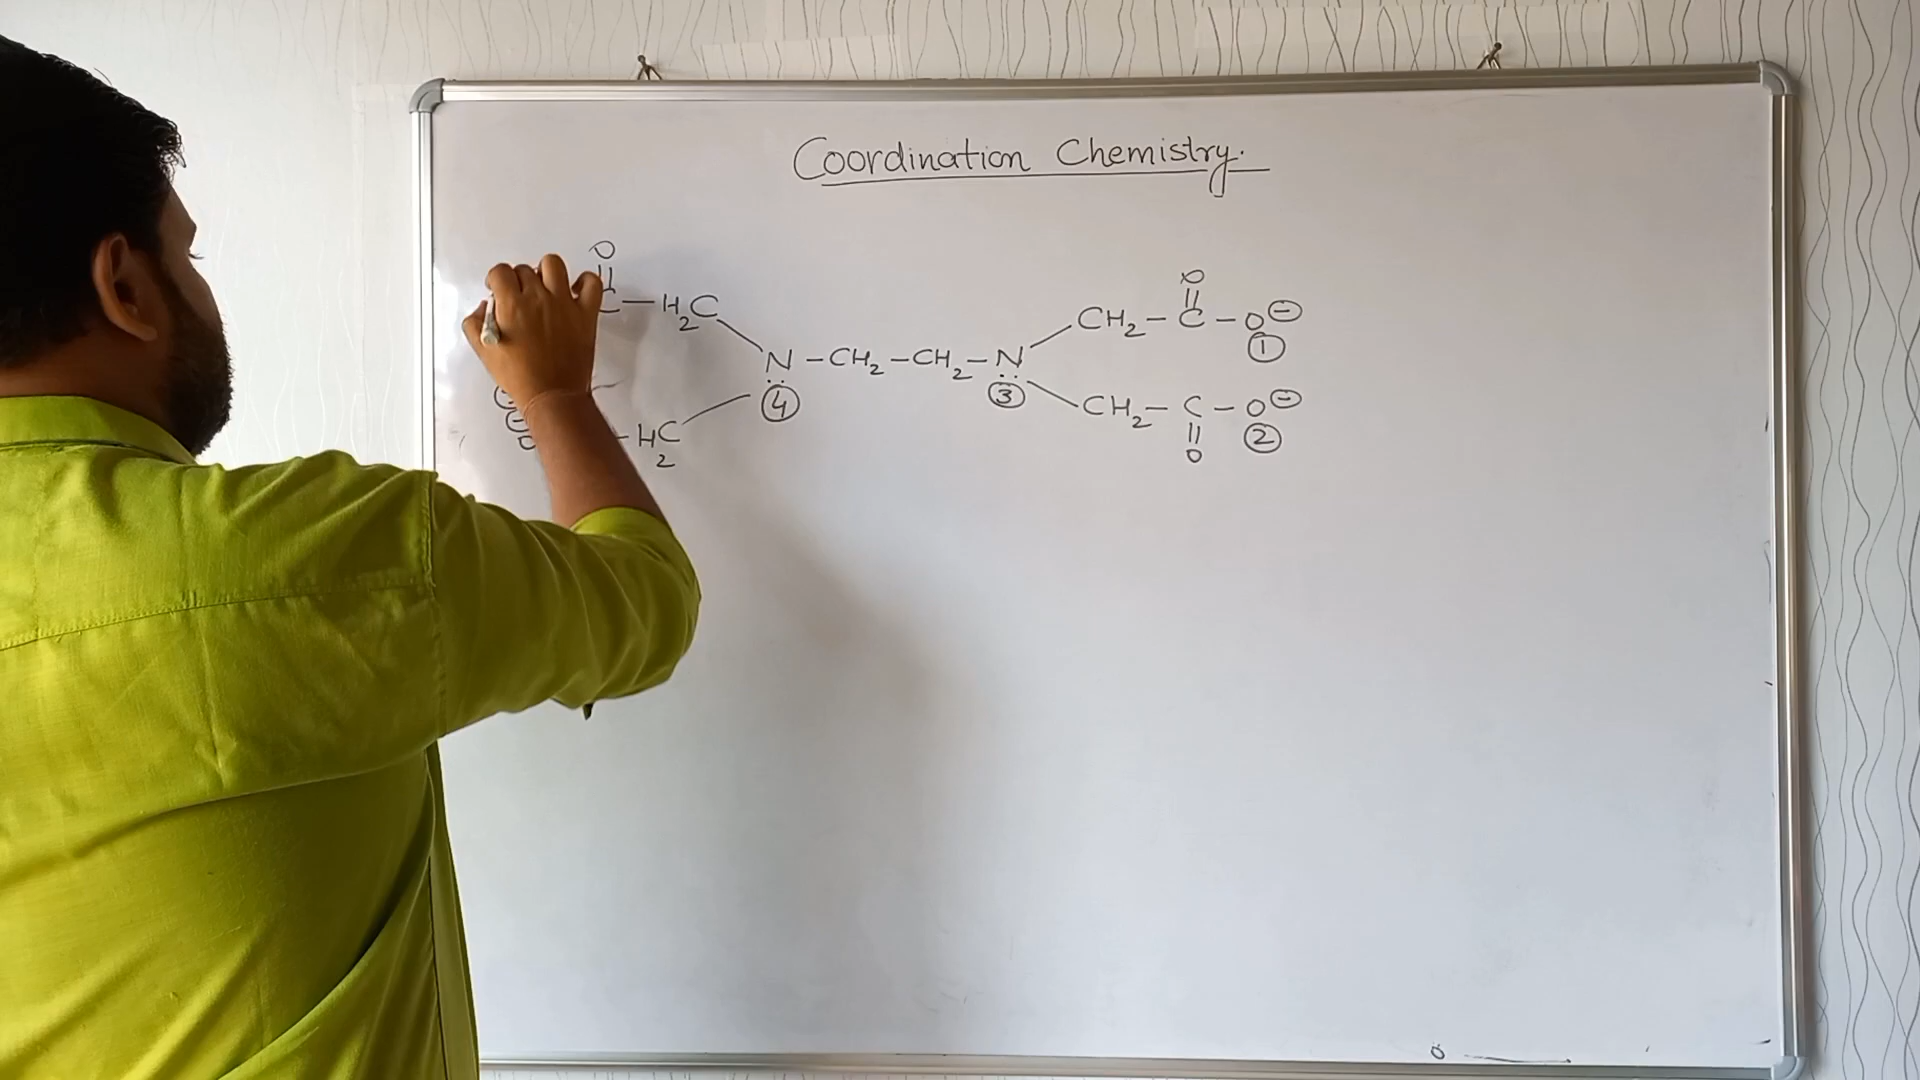 Coordination Chemistry.
O O
|| ||
C—H₂C CH₂—C—O⊖
①
N—CH₂—CH₂—N
④ ③
⊖
O —H₂C CH₂—C—O⊖
|| ②
O